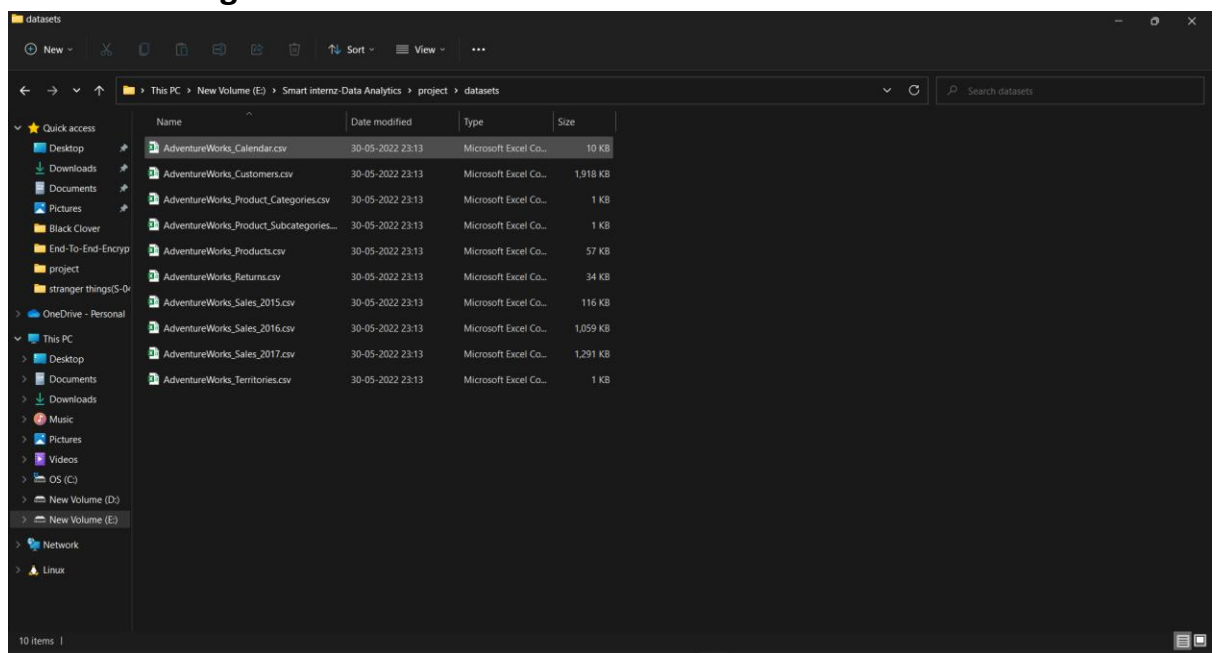 datasets
New
Sort
View
This PC > New Volume (E:) > Smart internz-Data Analytics > project > datasets
Search datasets
Name Date modified Type Size
Quick access
Desktop
Downloads
Documents
Pictures
Black Clover
End-To-End-Encryp
project
stranger things(S-04
OneDrive - Personal
This PC
Desktop
Documents
Downloads
Music
Pictures
Videos
OS (C:)
New Volume (D:)
New Volume (E:)
Network
Linux
AdventureWorks_Calendar.csv 30-05-2022 23:13 Microsoft Excel Co... 10 KB
AdventureWorks_Customers.csv 30-05-2022 23:13 Microsoft Excel Co... 1,918 KB
AdventureWorks_Product_Categories.csv 30-05-2022 23:13 Microsoft Excel Co... 1 KB
AdventureWorks_Product_Subcategories.... 30-05-2022 23:13 Microsoft Excel Co... 1 KB
AdventureWorks_Products.csv 30-05-2022 23:13 Microsoft Excel Co... 57 KB
AdventureWorks_Returns.csv 30-05-2022 23:13 Microsoft Excel Co... 34 KB
AdventureWorks_Sales_2015.csv 30-05-2022 23:13 Microsoft Excel Co... 116 KB
AdventureWorks_Sales_2016.csv 30-05-2022 23:13 Microsoft Excel Co... 1,059 KB
AdventureWorks_Sales_2017.csv 30-05-2022 23:13 Microsoft Excel Co... 1,291 KB
AdventureWorks_Territories.csv 30-05-2022 23:13 Microsoft Excel Co... 1 KB
10 items